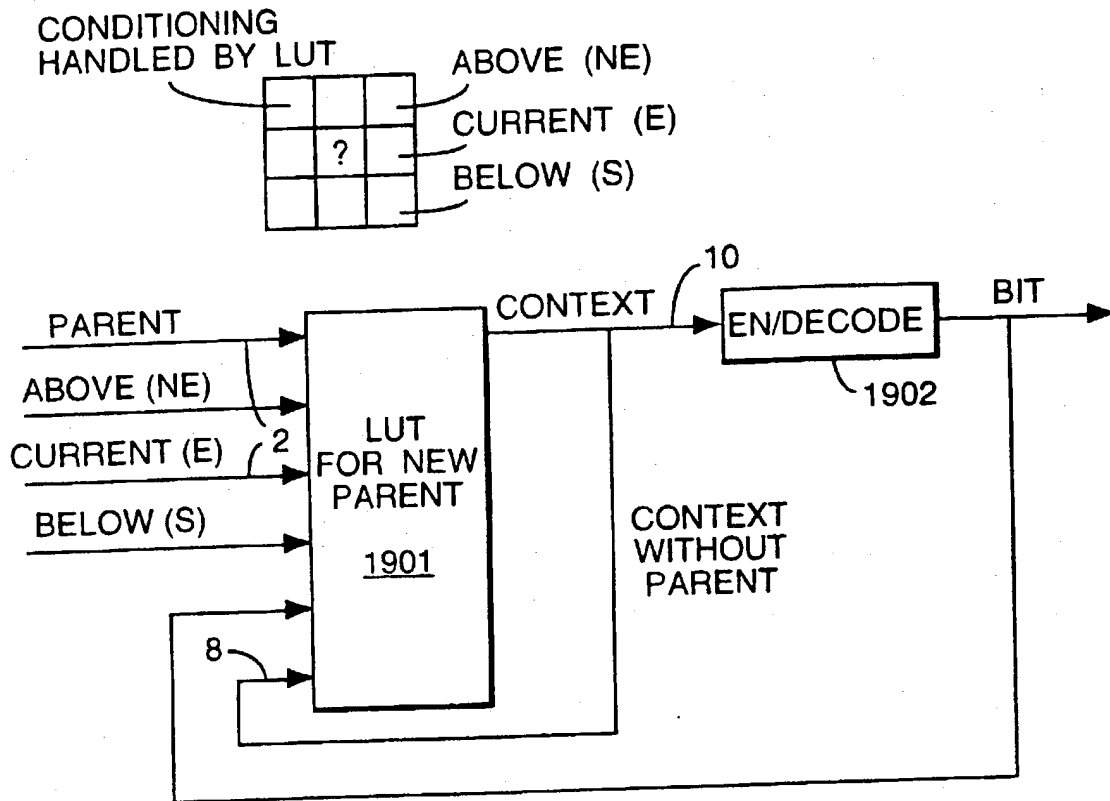 CONDITIONING
HANDLED BY LUT
ABOVE (NE)
CURRENT (E)
?
BELOW (S)
PARENT
ABOVE (NE)
CURRENT (E)
2
BELOW (S)
8
LUT
FOR NEW
PARENT
1901
CONTEXT
10
EN/DECODE
1902
BIT
CONTEXT
WITHOUT
PARENT